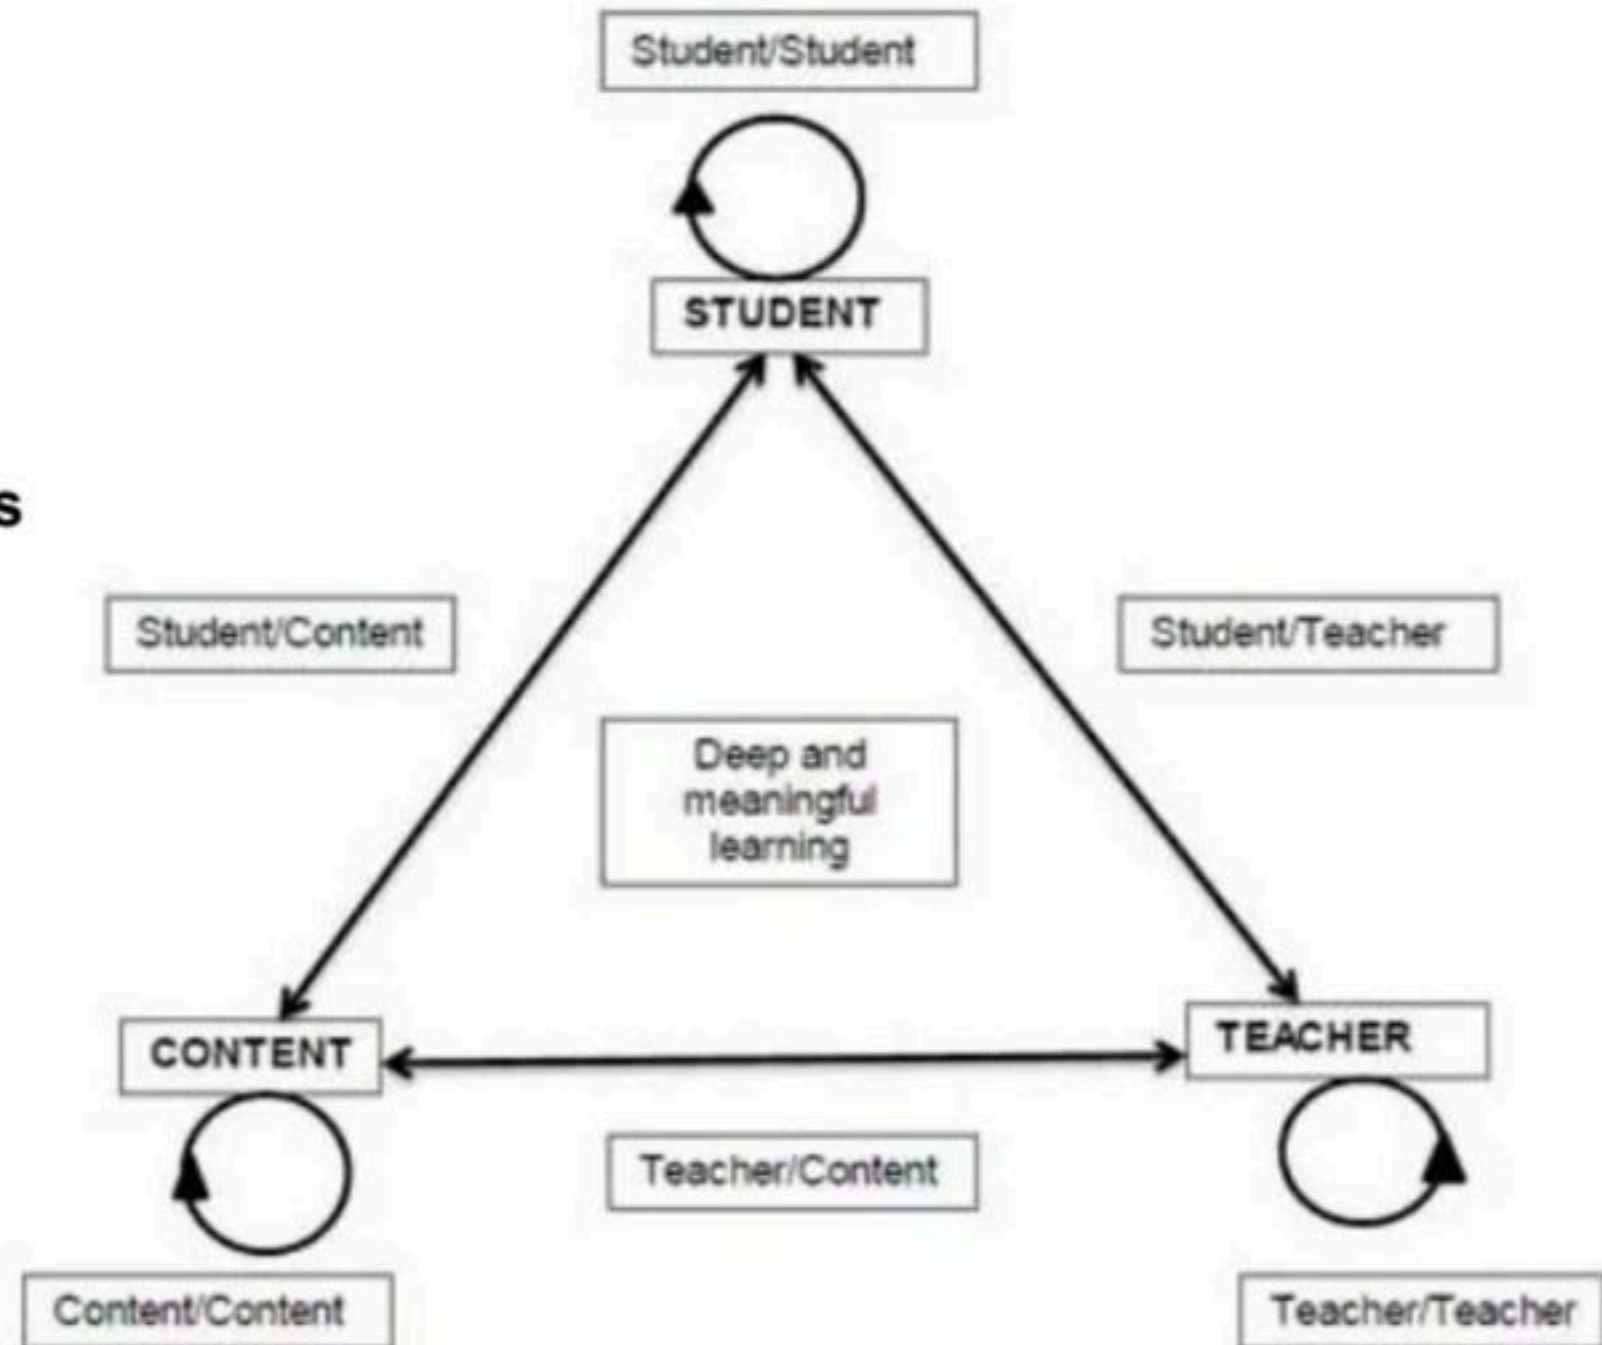 Student/Student
STUDENT
s
Student/Content
Student/Teacher
Deep and
meaningful
learning
CONTENT
TEACHER
Teacher/Content
Content/Content
Teacher/Teacher